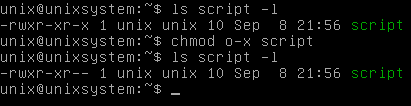 unix@unixsystem:~$ ls script -l
-rwxr-xr-x 1 unix unix 10 Sep  8 21:56 script
unix@unixsystem:~$ chmod o-x script
unix@unixsystem:~$ ls script -l
-rwxr-xr-- 1 unix unix 10 Sep  8 21:56 script
unix@unixsystem:~$ _